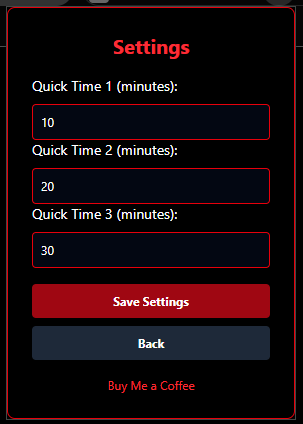 Settings
Quick Time 1 (minutes):
10
Quick Time 2 (minutes):
20
Quick Time 3 (minutes):
30
Save Settings
Back
Buy Me a Coffee